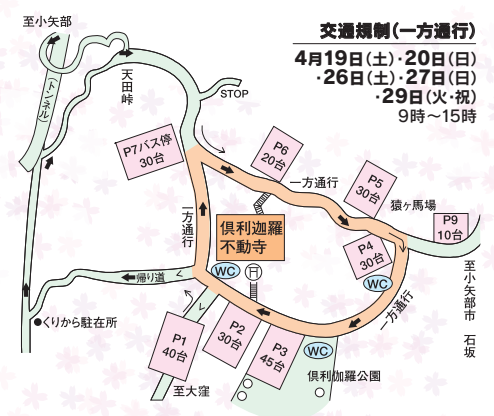 至小矢部
交通規制（一方通行）
4月19日（土）・20日（日）
・26日（土）・27日（日）
・29日（火・祝）
9時〜15時
（トンネル）
天田峠
STOP
P7バス停
30台
P6
20台
一方通行
P5
30台
猿ヶ馬場
P9
10台
一方通行
倶利迦羅
不動寺
P4
30台
WC
WC
帰り道
一方通行
至小矢部市 石坂
●くりから駐在所
P1
40台
P2
30台
P3
45台
WC
至大窪
倶利伽羅公園